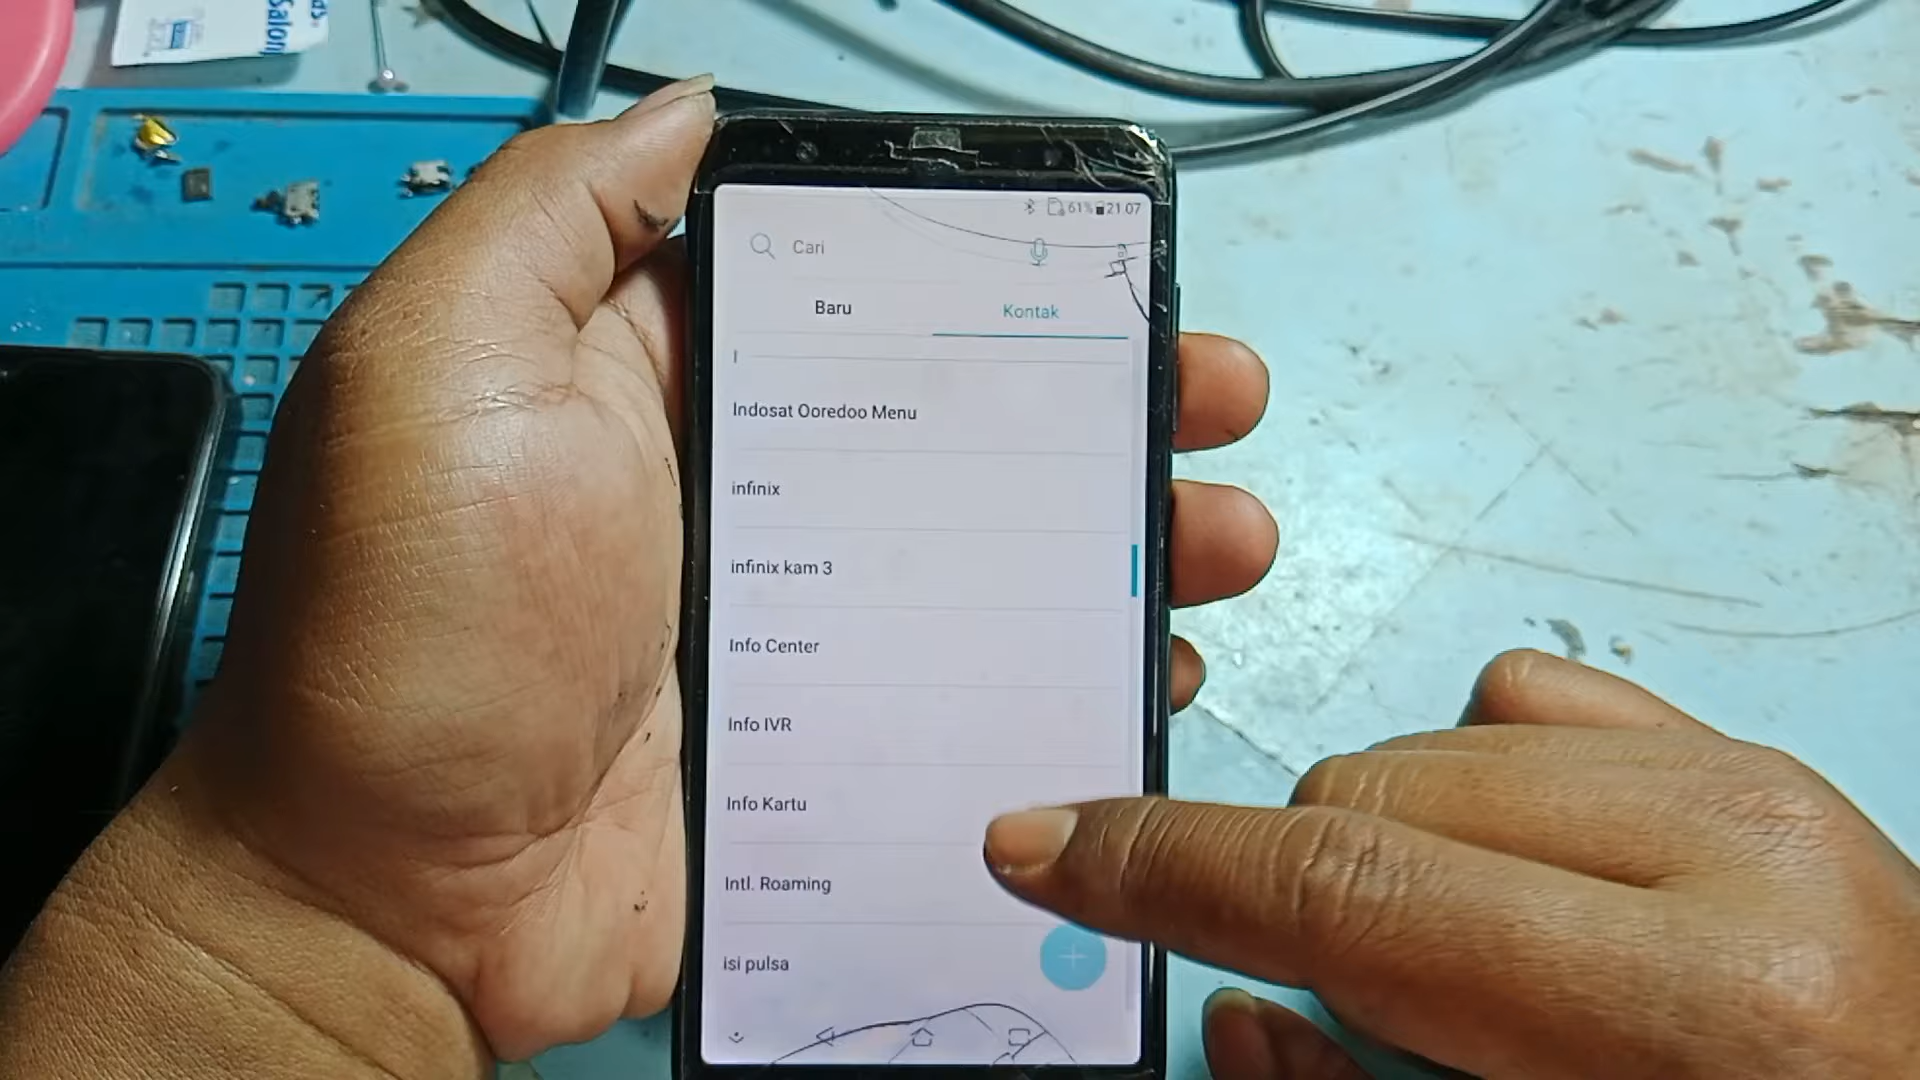 Salon
61% 21.07
Cari
Baru Kontak
I
Indosat Ooredoo Menu
infinix
infinix kam 3
Info Center
Info IVR
Info Kartu
Intl. Roaming
isi pulsa